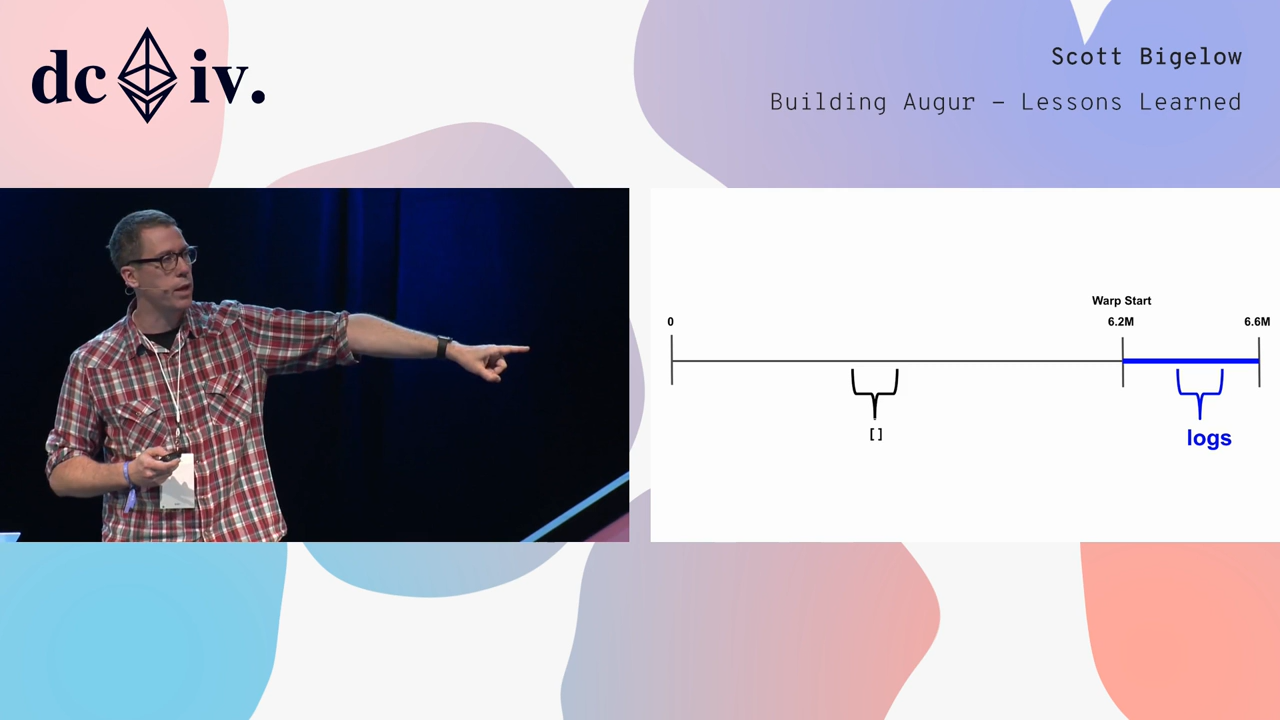 dc iv.
Scott Bigelow
Building Augur – Lessons Learned
Warp Start
0
6.2M
6.6M
[]
logs